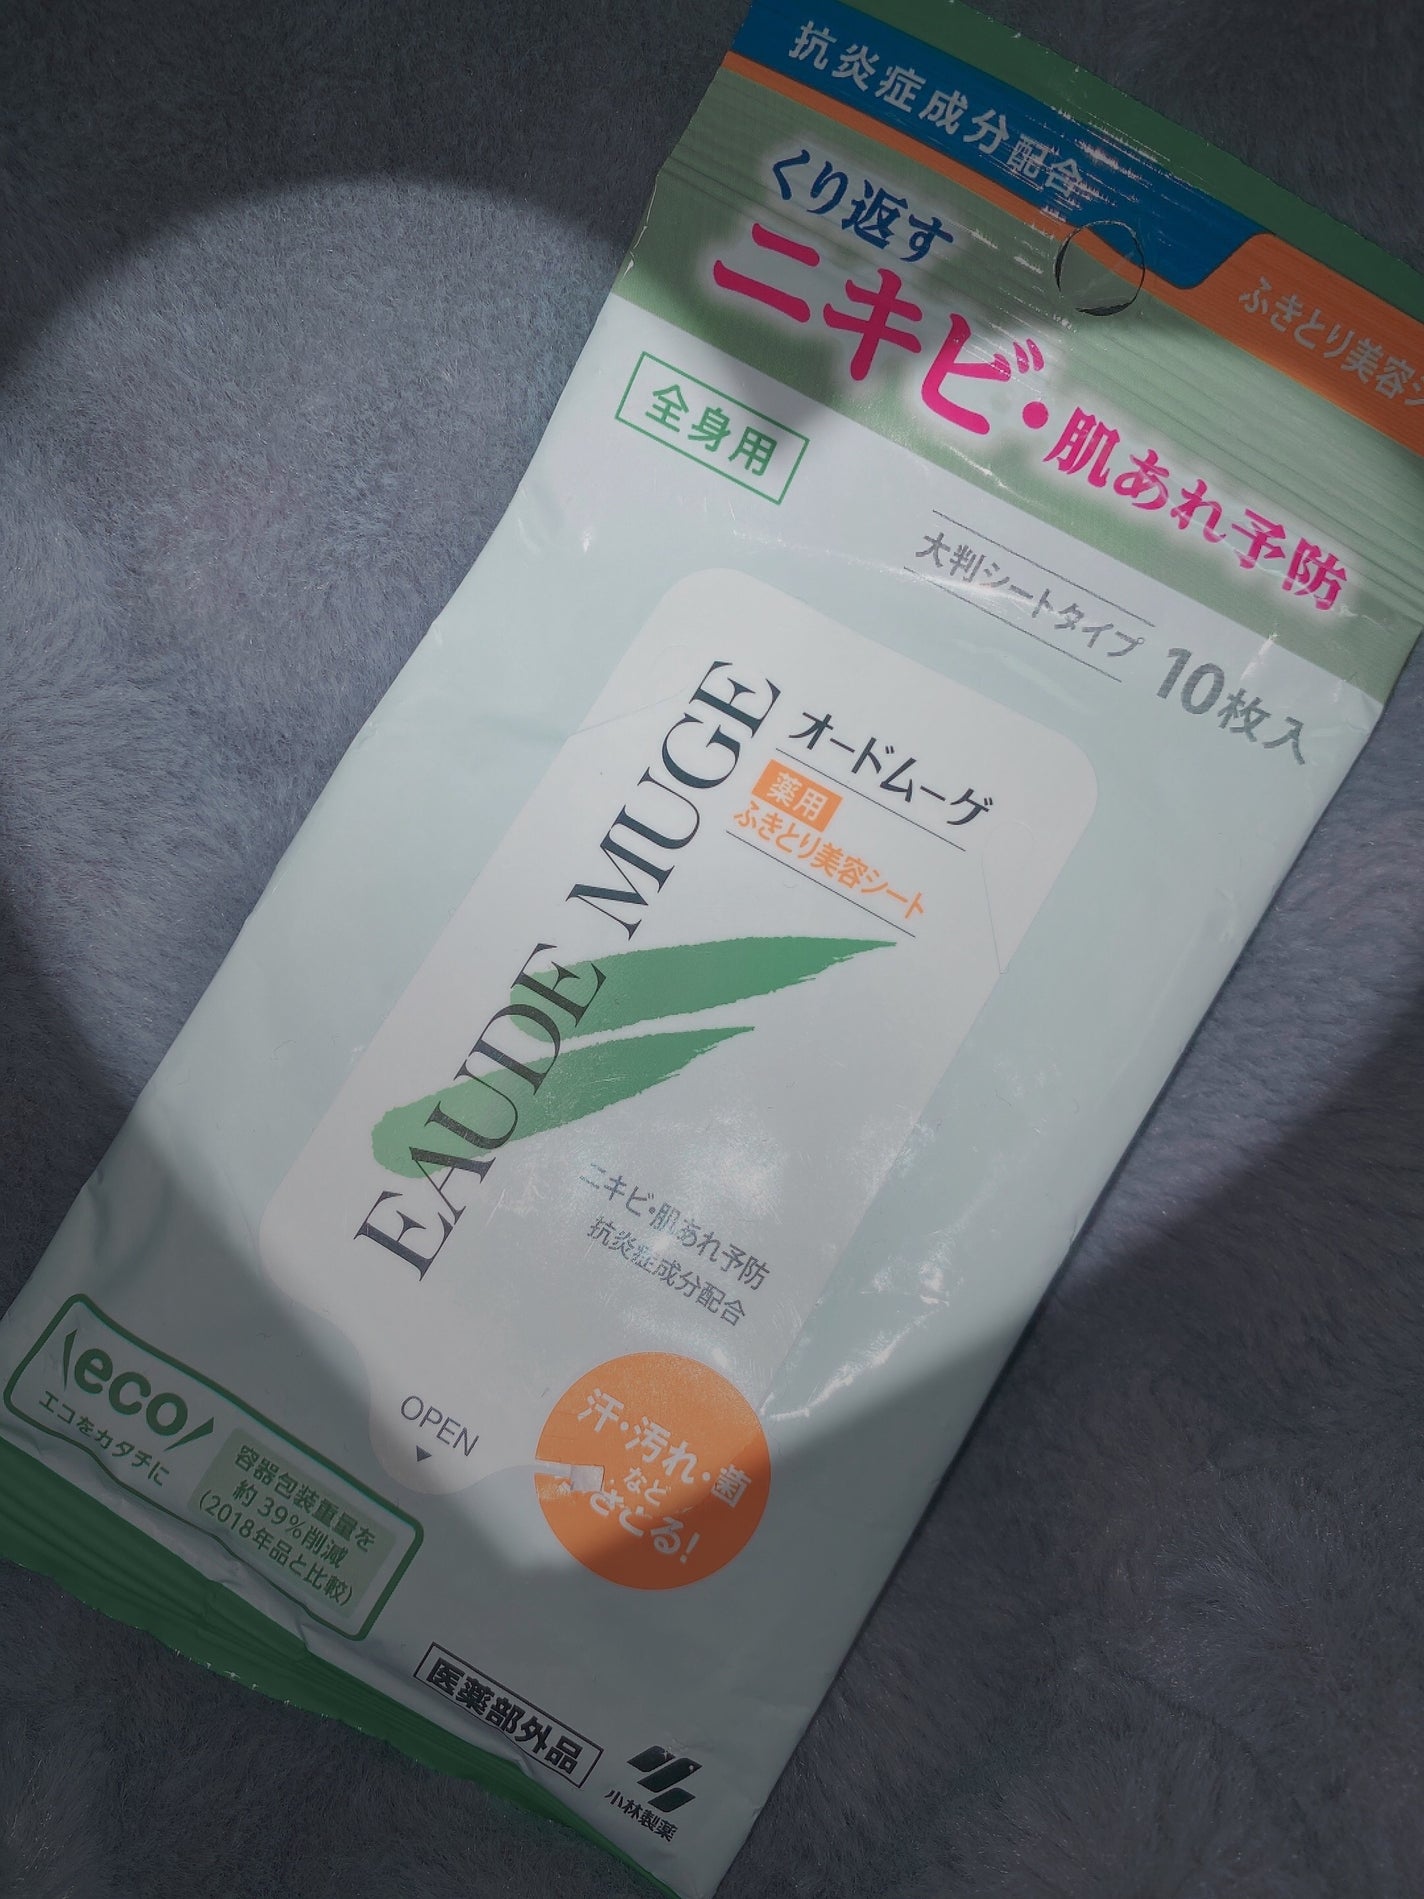 抗炎症成分配合
ふきとり美容
くり返す
ニキビ・肌あれ予防
全身用
大判シートタイプ 10枚入
EAUDE MUGE
オードムーゲ
薬用
ふきとり美容シート
ニキビ・肌あれ予防
抗炎症成分配合
OPEN
汗・汚れ・菌
など
ふきとる!
eco
エコをカタチに
容器包装重量を
約39%削減
(2018年品と比較)
医薬部外品
小林製薬